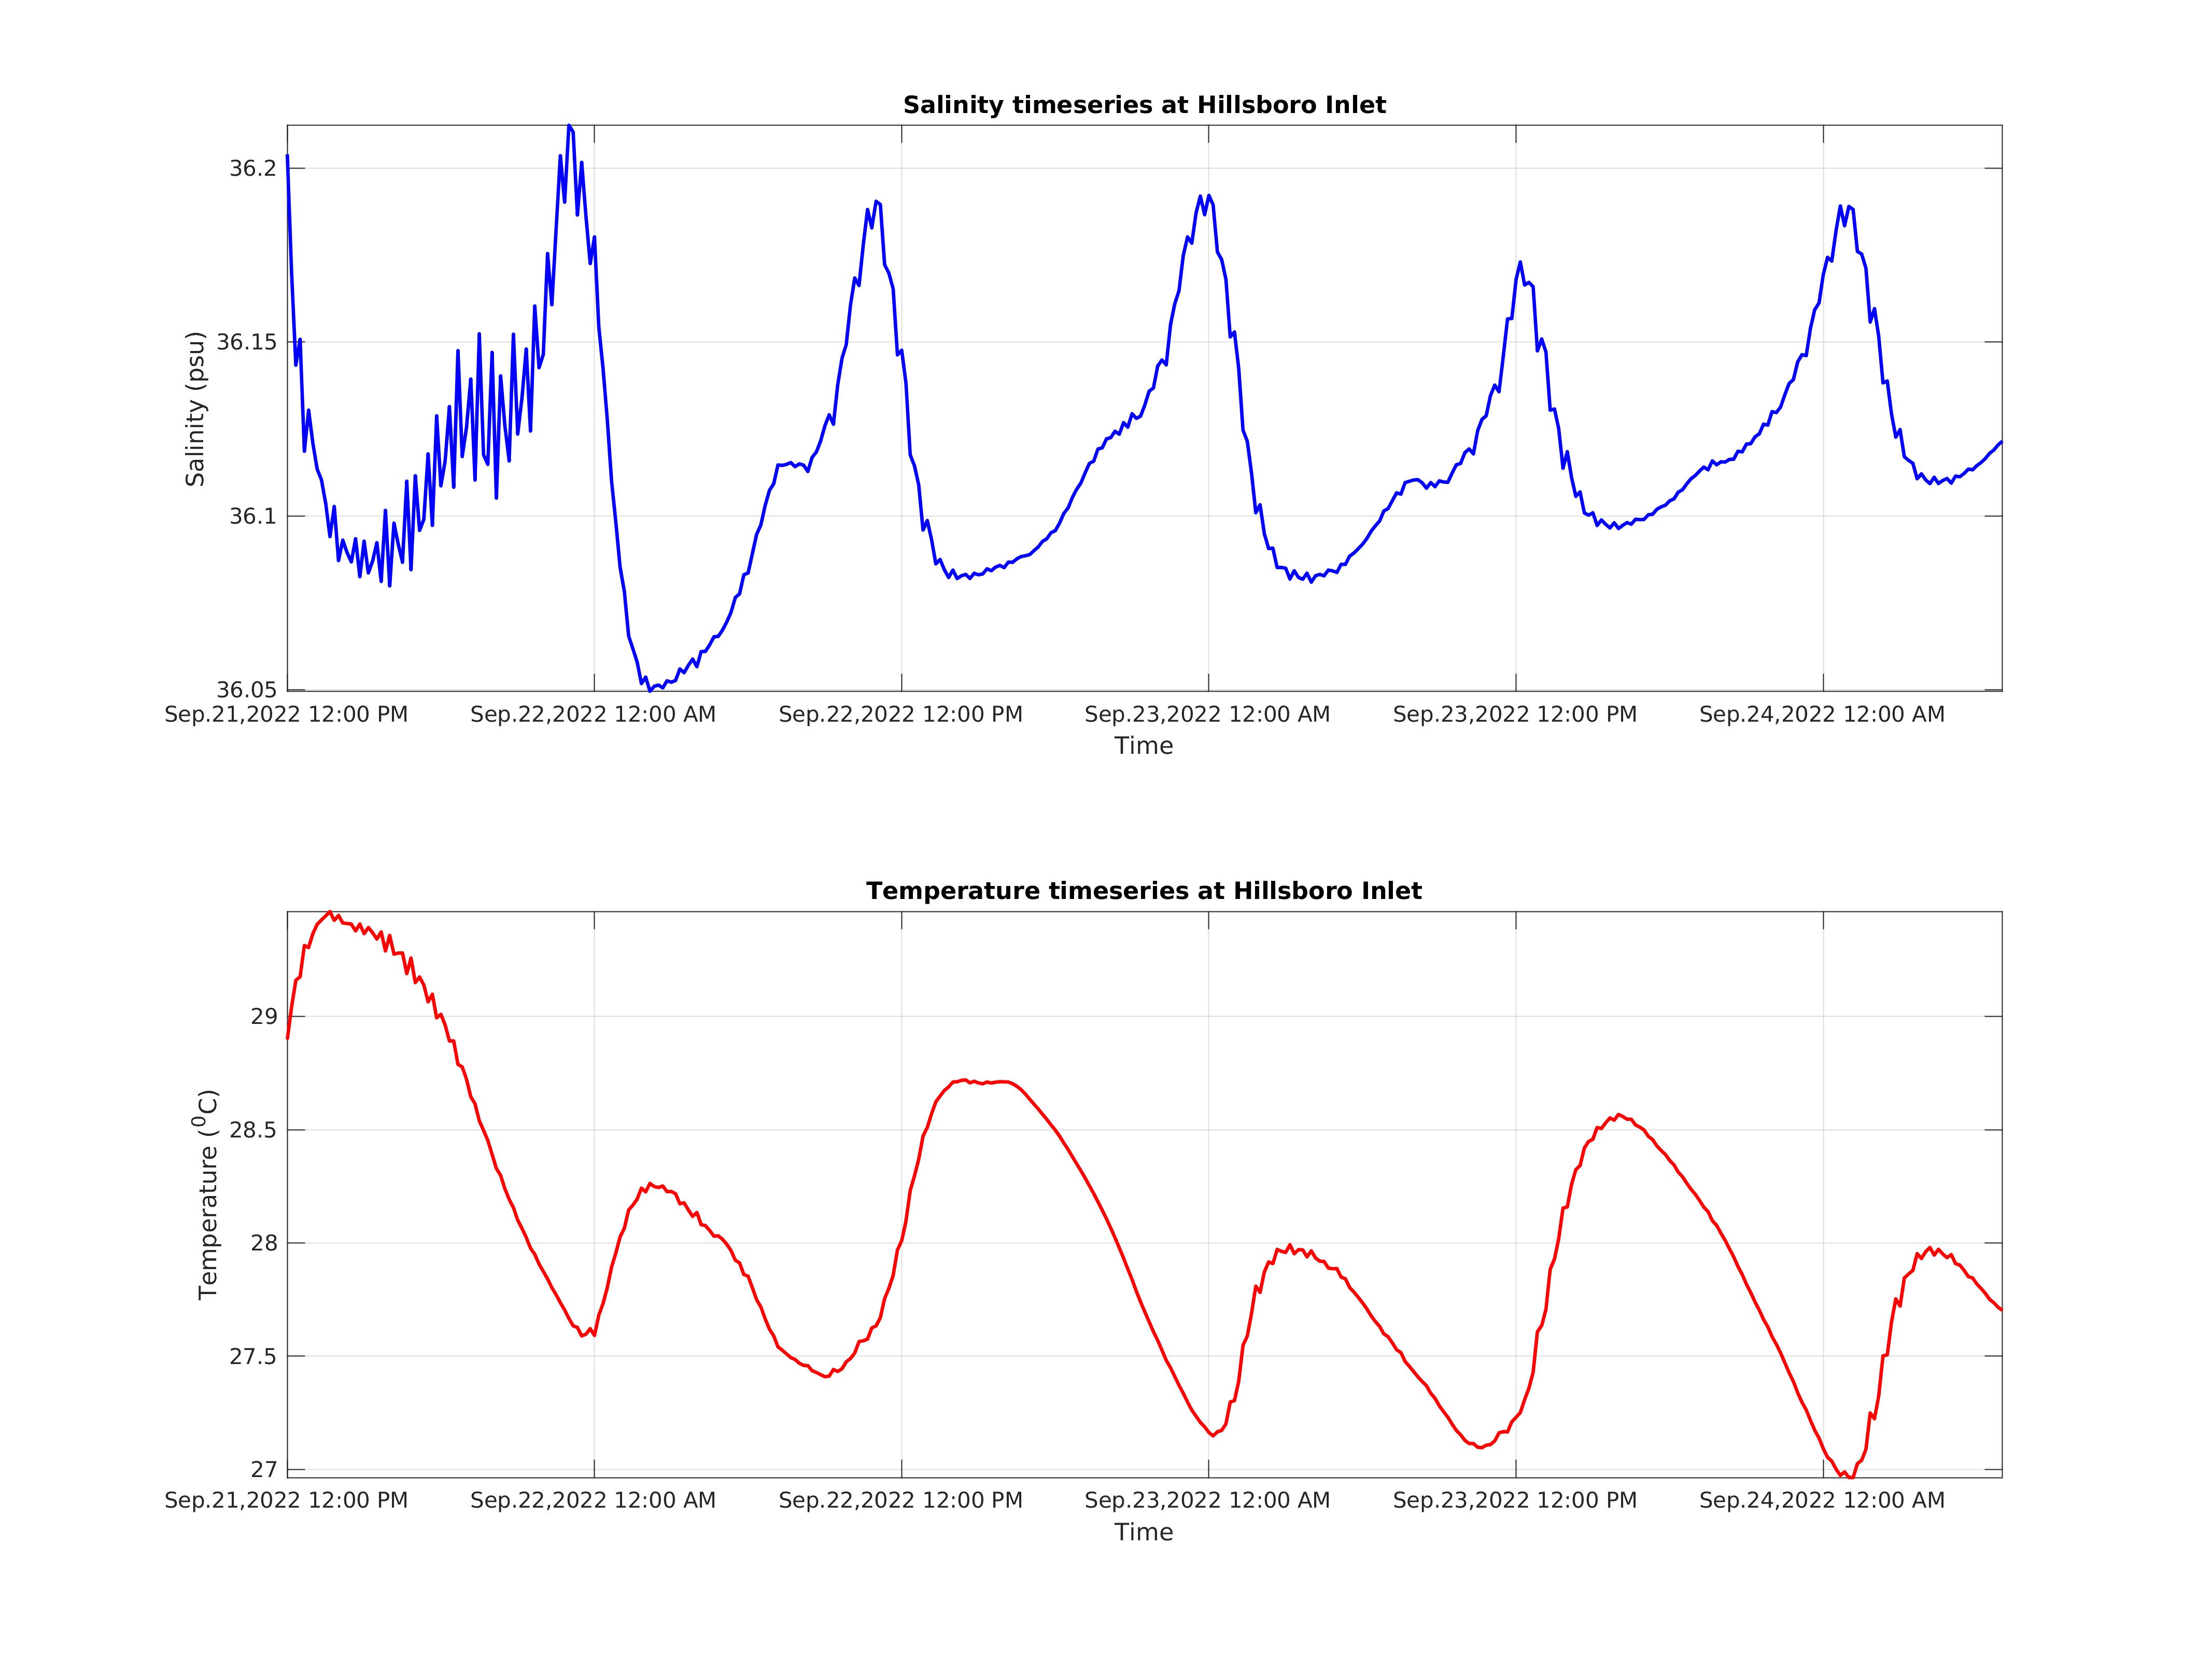 Salinity timeseries at Hillsboro Inlet
Salinity (psu)
36.2
36.15
36.1
36.05
Sep.21,2022 12:00 PM Sep.22,2022 12:00 AM Sep.22,2022 12:00 PM Sep.23,2022 12:00 AM Sep.23,2022 12:00 PM Sep.24,2022 12:00 AM
Time
Temperature timeseries at Hillsboro Inlet
Temperature (⁰C)
29
28.5
28
27.5
27
Sep.21,2022 12:00 PM Sep.22,2022 12:00 AM Sep.22,2022 12:00 PM Sep.23,2022 12:00 AM Sep.23,2022 12:00 PM Sep.24,2022 12:00 AM
Time